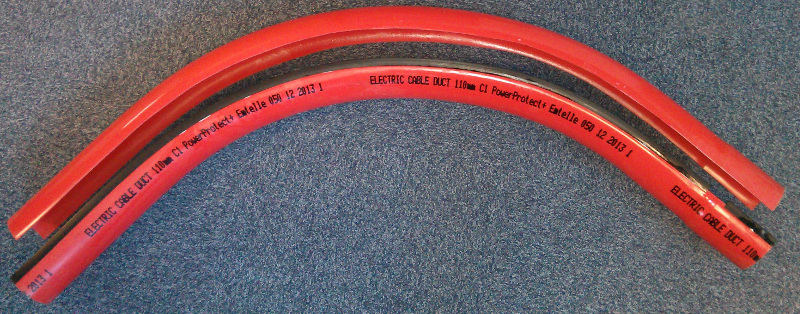 2013 1
ELECTRIC CABLE DUCT 110mm C1 PowerProtect+ Emtelle 050 12 2013 1
ELECTRIC CABLE DUCT 110mm C1 PowerProtect+ Emtelle 050 12 2013 1
ELECTRIC CABLE DUCT 110mm